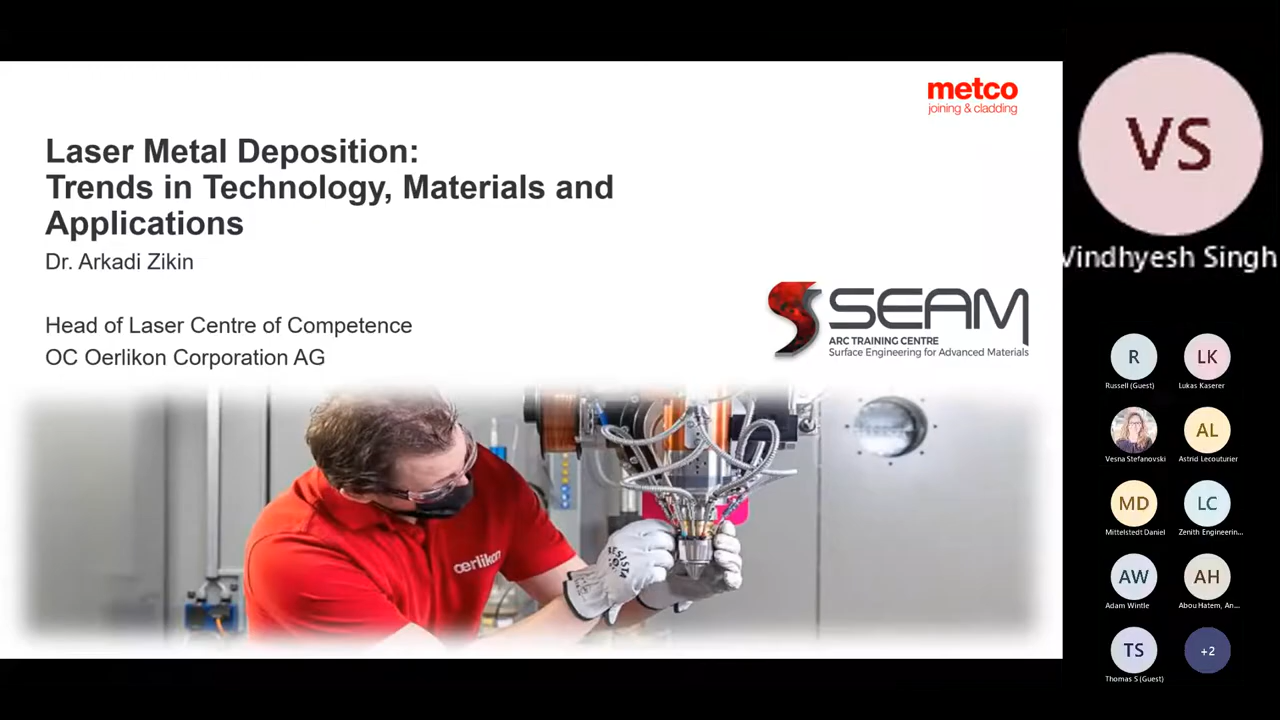 metco
joining & cladding
Laser Metal Deposition:
Trends in Technology, Materials and
Applications
Dr. Arkadi Zikin
Head of Laser Centre of Competence
OC Oerlikon Corporation AG
SEAM
ARC TRAINING CENTRE
Surface Engineering for Advanced Materials
oerlikon
RESISTA
VS
Vindhyesh Singh
R
LK
Russell (Guest)
Lukas Kaserer
AL
Vesna Stefanovski
Astrid Lecouturier
MD
LC
Mittelstedt Daniel
Zenith Engineerin...
AW
AH
Adam Wintle
Abou Hatem, An...
TS
+2
Thomas S (Guest)